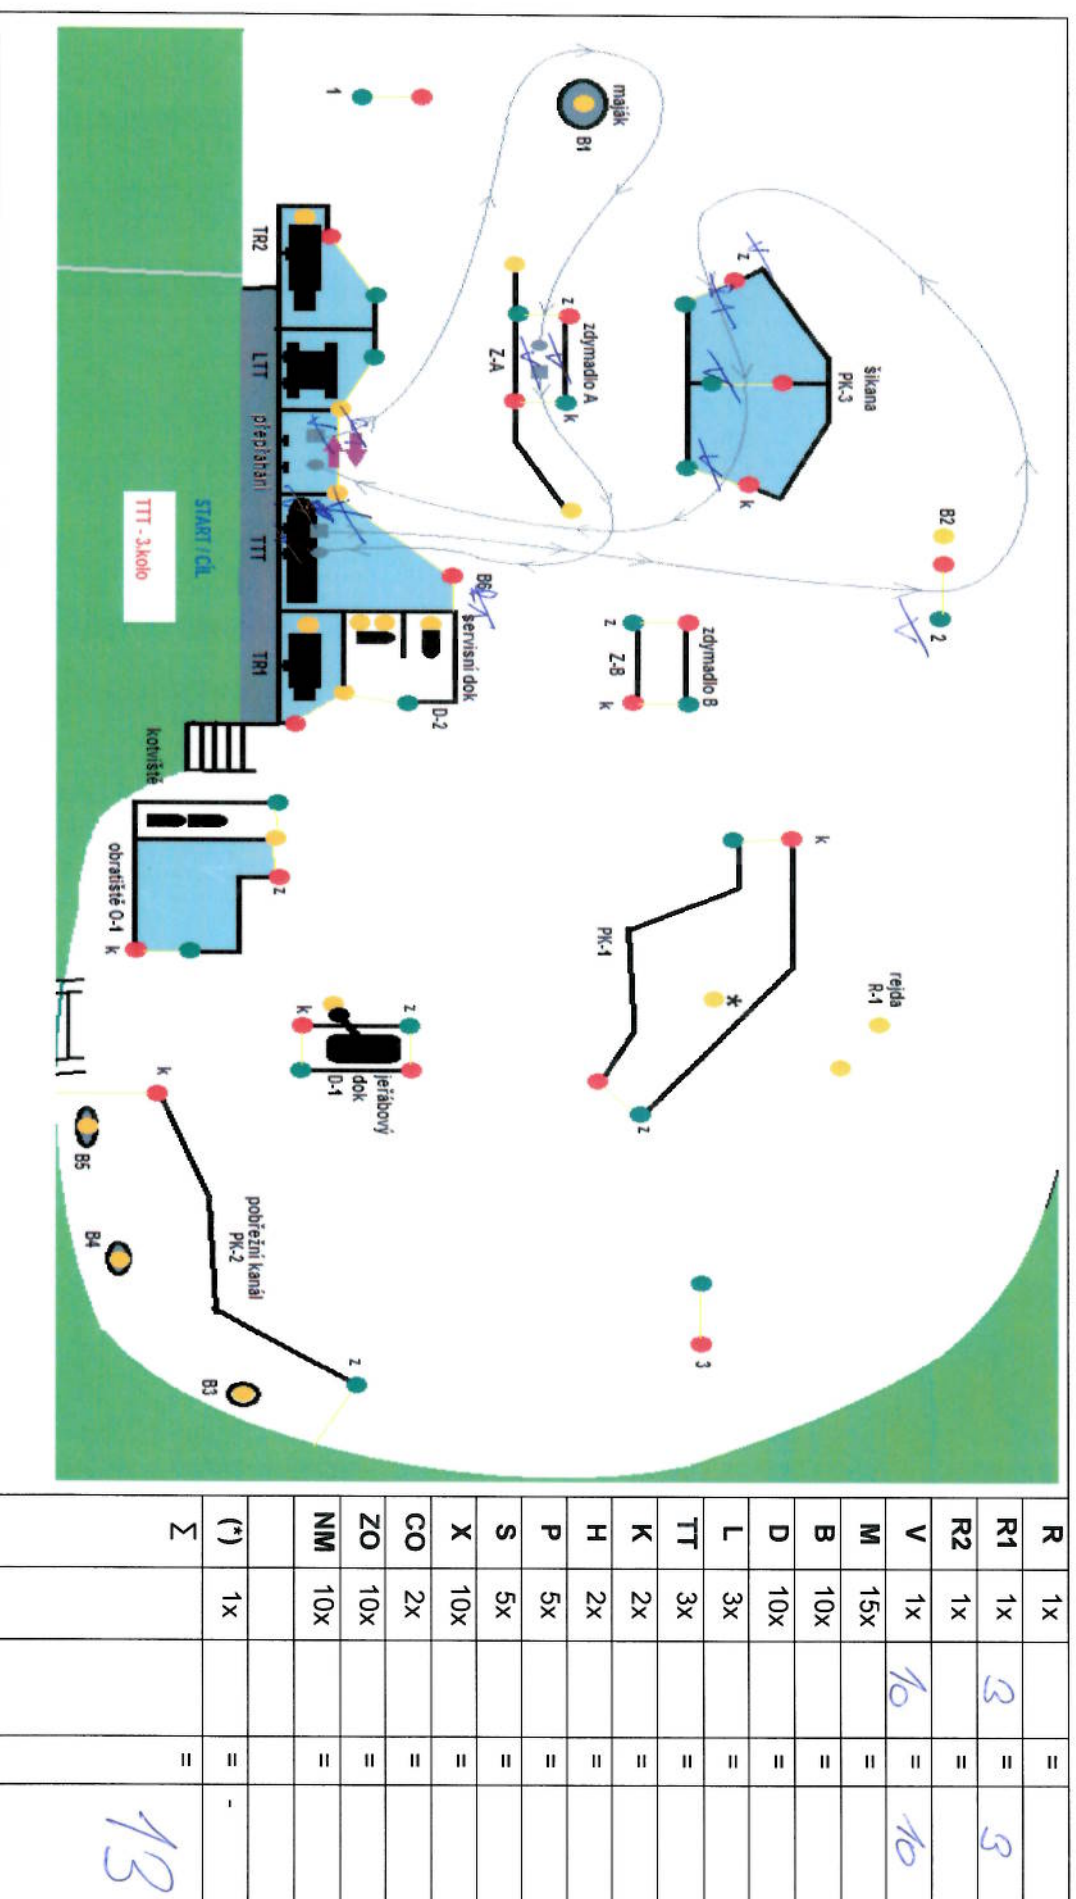 1
maják
B1
TR2
LTT
přepřahání
TTT
TR1
START / CÍL
TTT - 3.kolo
z
zdymadlo A
Z-A
k
z
šikana
PK-3
k
B2
2
B6
servisní dok
D-2
z
zdymadlo B
Z-B
k
kotviště
obratiště O-1
z
k
k
PK-1
*
z
rejda
R-1
z
k
jeřábový
dok
D-1
k
B5
B4
pobřežní kanál
PK-2
B3
z
3
R 1x =
R1 1x 3 = 3
R2 1x =
V 1x 10 = 10
M 15x =
B 10x =
D 10x =
L 3x =
TT 3x =
K 2x =
H 2x =
P 5x =
S 5x =
X 10x =
CO 2x =
ZO 10x =
NM 10x =
(*) 1x = -
Σ = 13